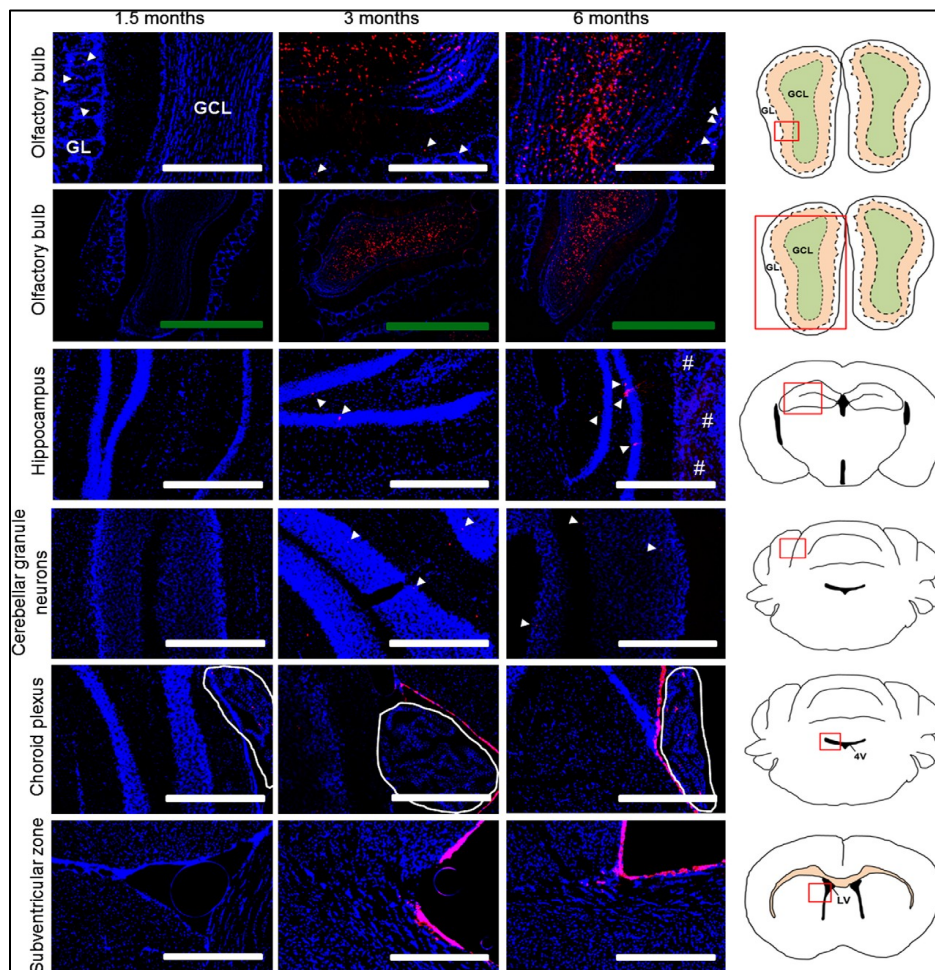 1.5 months 3 months 6 months
Olfactory bulb
GL
GCL
GCL
GL
Olfactory bulb
GCL
GL
Hippocampus
#
#
#
Cerebellar granule
neurons
Choroid plexus
4V
Subventricular zone
LV